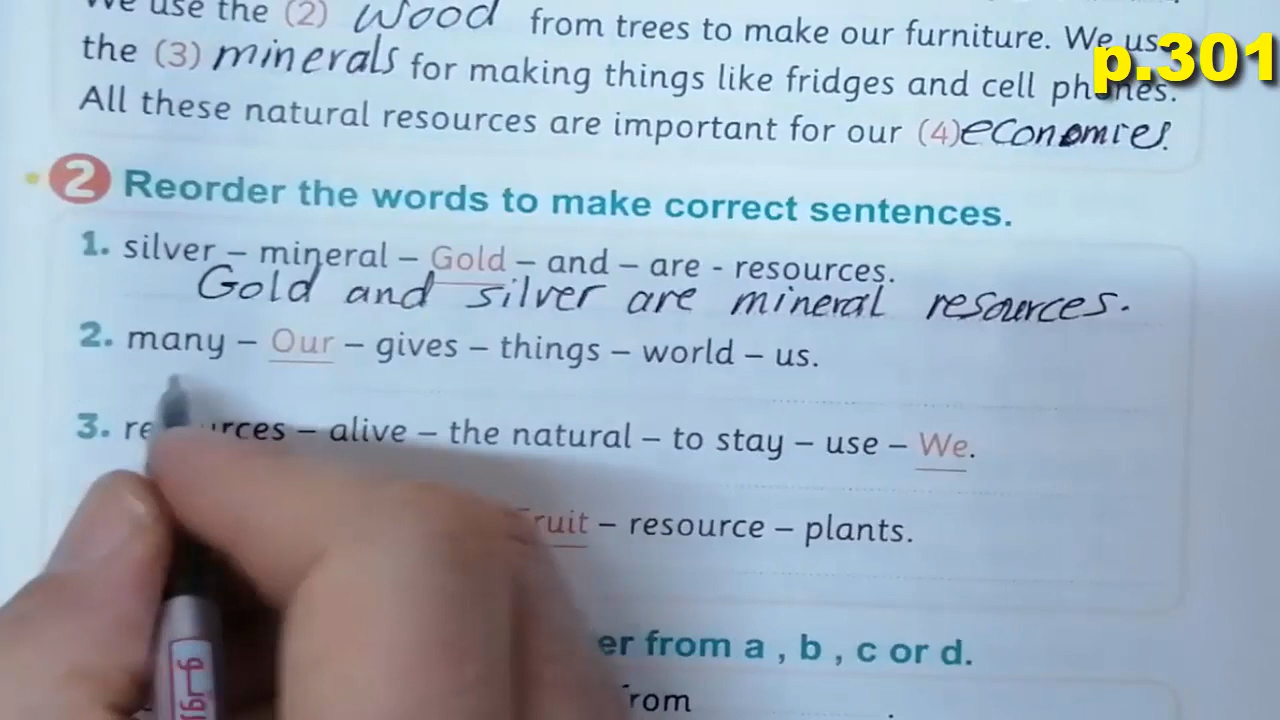 We use the (2) wood from trees to make our furniture. We us
p.301
the (3) minerals for making things like fridges and cell phones.
All these natural resources are important for our (4) economies.
2 Reorder the words to make correct sentences.
1. silver – mineral – Gold – and – are - resources.
Gold and silver are mineral resources.
2. many – Our – gives – things – world – us.
3. resources – alive – the natural – to stay – use – We.
Fruit – resource – plants.
er from a , b , c or d.
rom